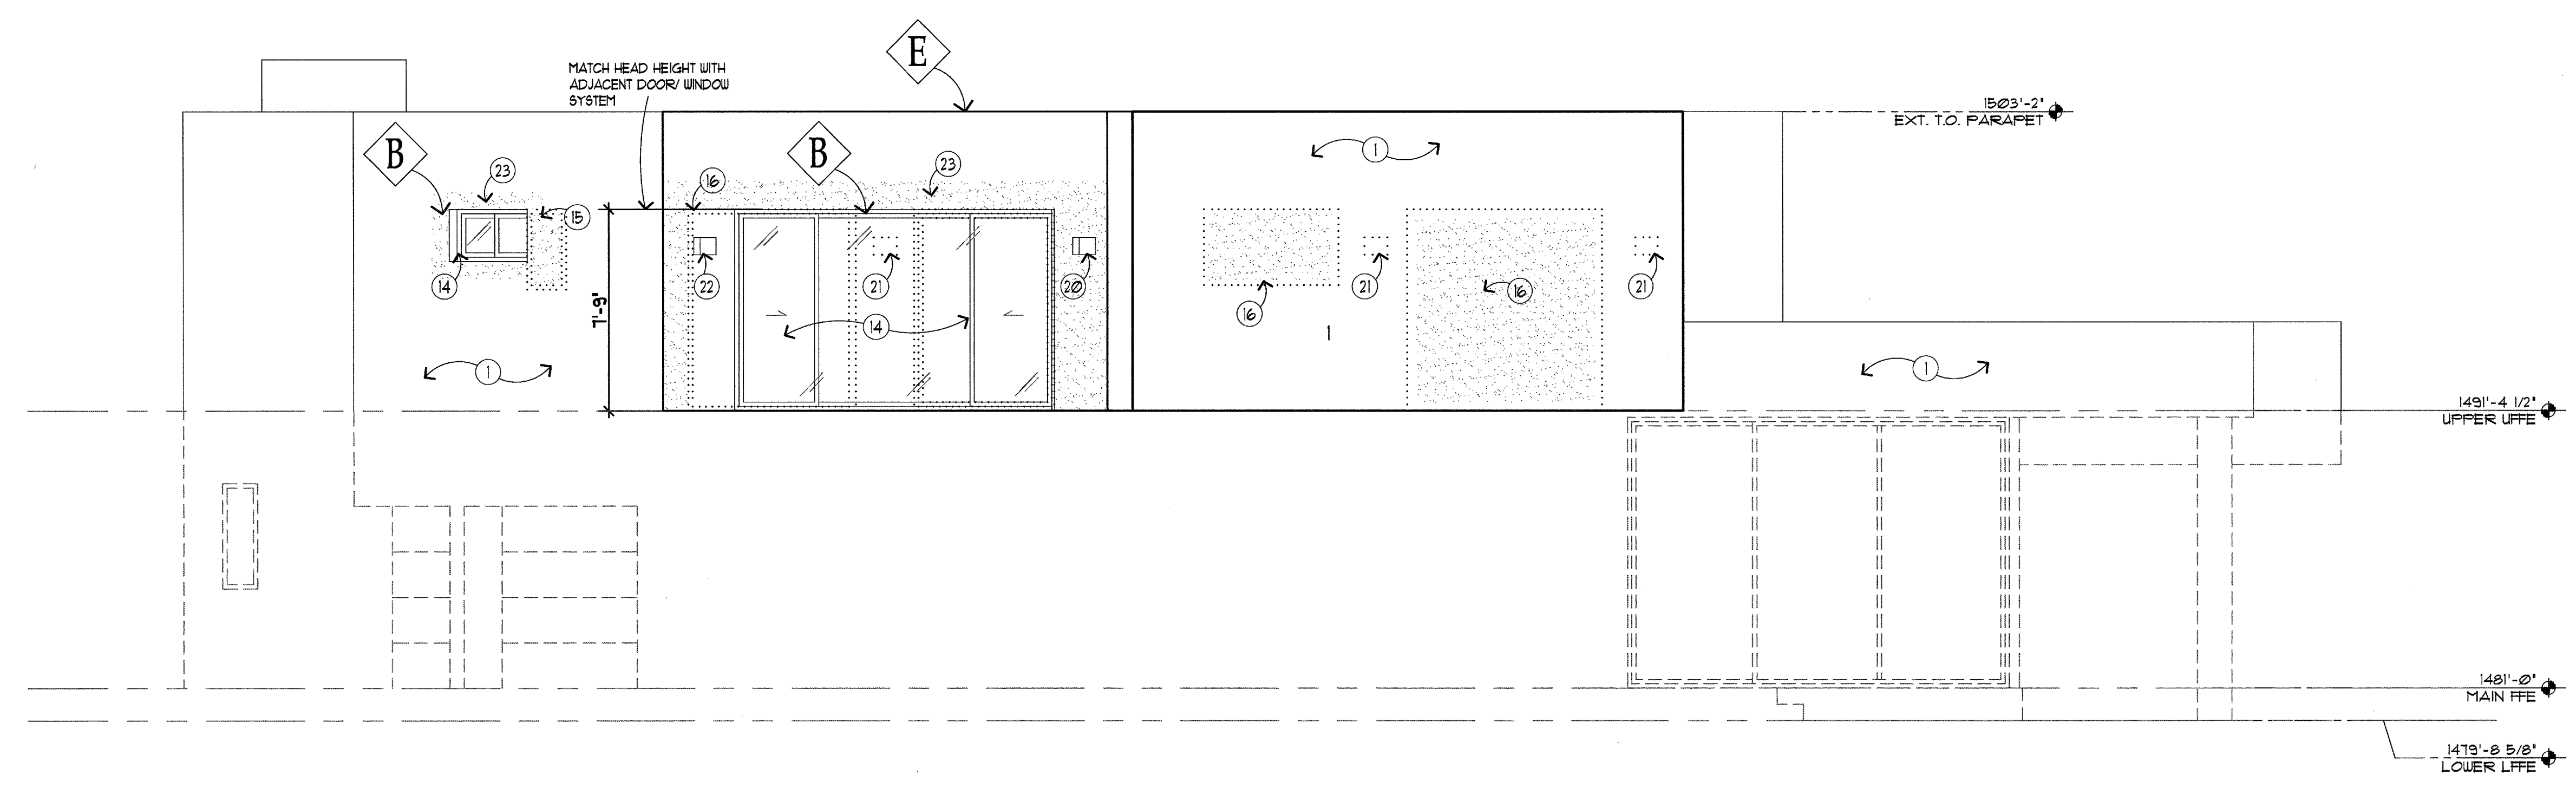 E
MATCH HEAD HEIGHT WITH
ADJACENT DOOR/ WINDOW
SYSTEM
1503'-2"
EXT. T.O. PARAPET
B
B
1
23
23
16
15
14
22
21
20
21
21
16
16
7'-9"
14
1
1
1
1491'-4 1/2"
UPPER UFFE
1481'-0"
MAIN FFE
1479'-8 5/8"
LOWER LFFE